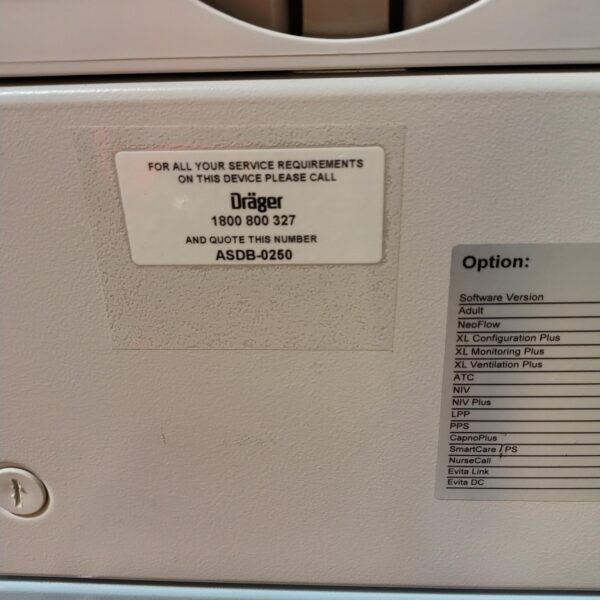 FOR ALL YOUR SERVICE REQUIREMENTS
ON THIS DEVICE PLEASE CALL
Dräger
1800 800 327
AND QUOTE THIS NUMBER
ASDB-0250
Option:
Software Version
Adult
NeoFlow
XL Configuration Plus
XL Monitoring Plus
XL Ventilation Plus
ATC
NIV
NIV Plus
LPP
PPS
CapnoPlus
SmartCare / PS
NurseCall
Evita Link
Evita DC